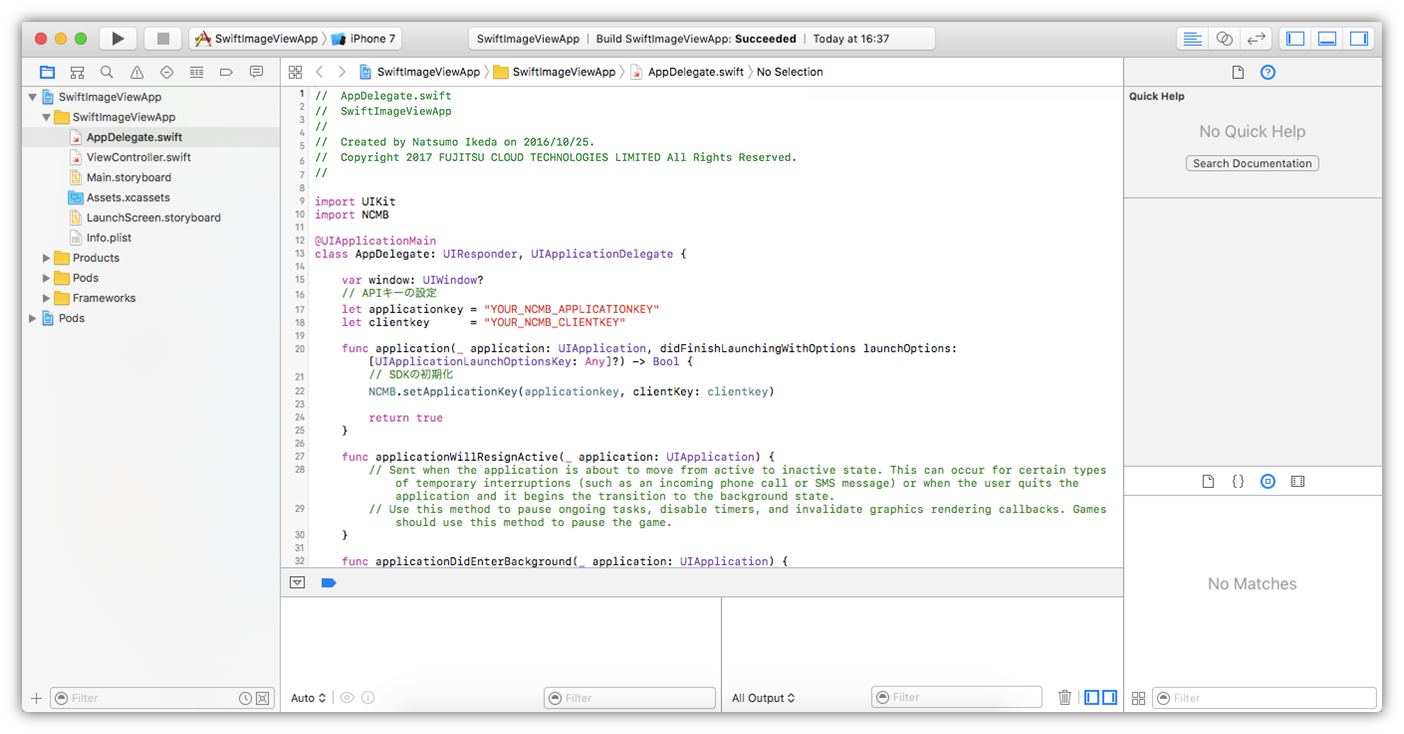 SwiftImageViewApp iPhone 7
SwiftImageViewApp | Build SwiftImageViewApp: Succeeded | Today at 16:37
SwiftImageViewApp
SwiftImageViewApp
AppDelegate.swift
ViewController.swift
Main.storyboard
Assets.xcassets
LaunchScreen.storyboard
Info.plist
Products
Pods
Frameworks
Pods
Filter
SwiftImageViewApp SwiftImageViewApp AppDelegate.swift No Selection
1 //  AppDelegate.swift
2 //  SwiftImageViewApp
3 //
4 //  Created by Natsumo Ikeda on 2016/10/25.
5 //  Copyright 2017 FUJITSU CLOUD TECHNOLOGIES LIMITED All Rights Reserved.
6 //
7
8
9 import UIKit
10 import NCMB
11
12 @UIApplicationMain
13 class AppDelegate: UIResponder, UIApplicationDelegate {
14
15     var window: UIWindow?
16     // APIキーの設定
17     let applicationkey = "YOUR_NCMB_APPLICATIONKEY"
18     let clientkey      = "YOUR_NCMB_CLIENTKEY"
19
20     func application(_ application: UIApplication, didFinishLaunchingWithOptions launchOptions:
[UIApplicationLaunchOptionsKey: Any]?) -> Bool {
21         // SDKの初期化
22         NCMB.setApplicationKey(applicationkey, clientKey: clientkey)
23
24         return true
25     }
26
27     func applicationWillResignActive(_ application: UIApplication) {
28         // Sent when the application is about to move from active to inactive state. This can occur for certain types
of temporary interruptions (such as an incoming phone call or SMS message) or when the user quits the
application and it begins the transition to the background state.
29         // Use this method to pause ongoing tasks, disable timers, and invalidate graphics rendering callbacks. Games
should use this method to pause the game.
30     }
31
32     func applicationDidEnterBackground(_ application: UIApplication) {
Auto
Filter
All Output
Filter
Quick Help
No Quick Help
Search Documentation
{ }
No Matches
Filter